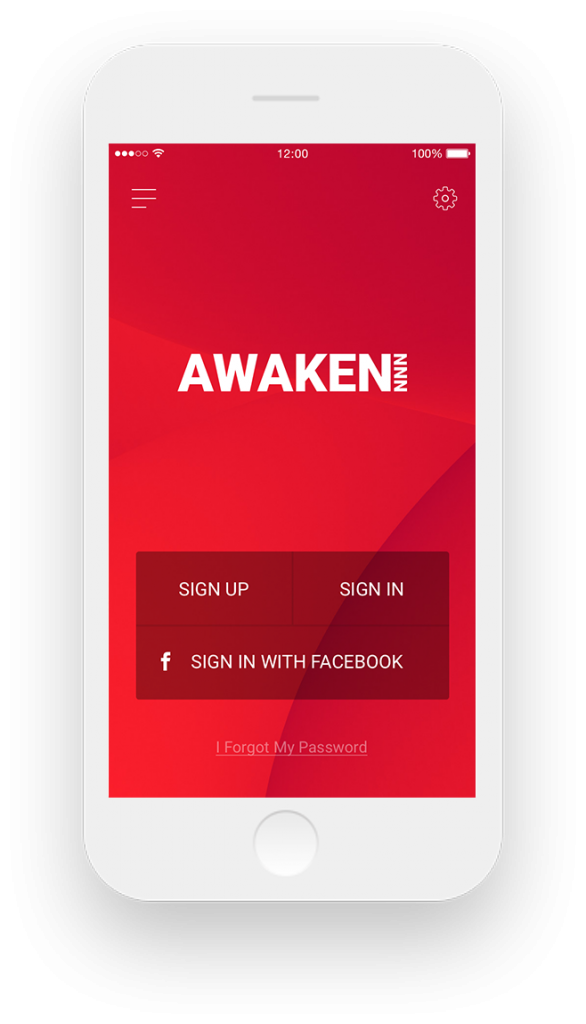 12:00 100%
AWAKEN NNN
SIGN UP SIGN IN
f SIGN IN WITH FACEBOOK
I Forgot My Password